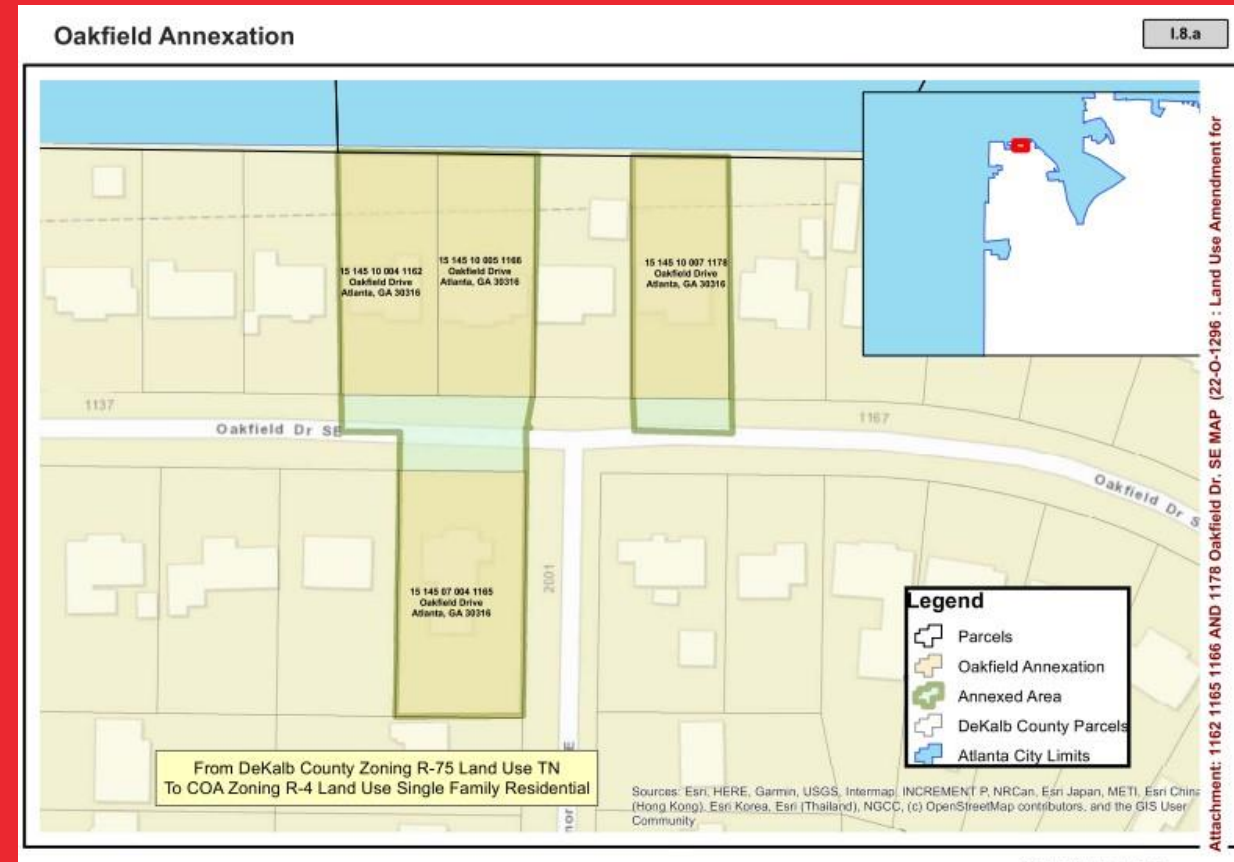 Oakfield Annexation
I.8.a
15 145 10 004 1162
Oakfield Drive
Atlanta, GA 30316
15 145 10 005 1166
Oakfield Drive
Atlanta, GA 30316
15 145 10 007 1178
Oakfield Drive
Atlanta, GA 30316
1137
Oakfield Dr SE
1167
Oakfield Dr S
15 145 07 004 1165
Oakfield Drive
Atlanta, GA 30316
2001
Legend
Parcels
Oakfield Annexation
Annexed Area
DeKalb County Parcels
Atlanta City Limits
From DeKalb County Zoning R-75 Land Use TN
To COA Zoning R-4 Land Use Single Family Residential
Sources: Esri, HERE, Garmin, USGS, Intermap, INCREMENT P, NRCan, Esri Japan, METI, Esri China
(Hong Kong), Esri Korea, Esri (Thailand), NGCC, (c) OpenStreetMap contributors, and the GIS User
Community
Attachment: 1162 1165 1166 AND 1178 Oakfield Dr. SE MAP (22-O-1296 : Land Use Amendment for